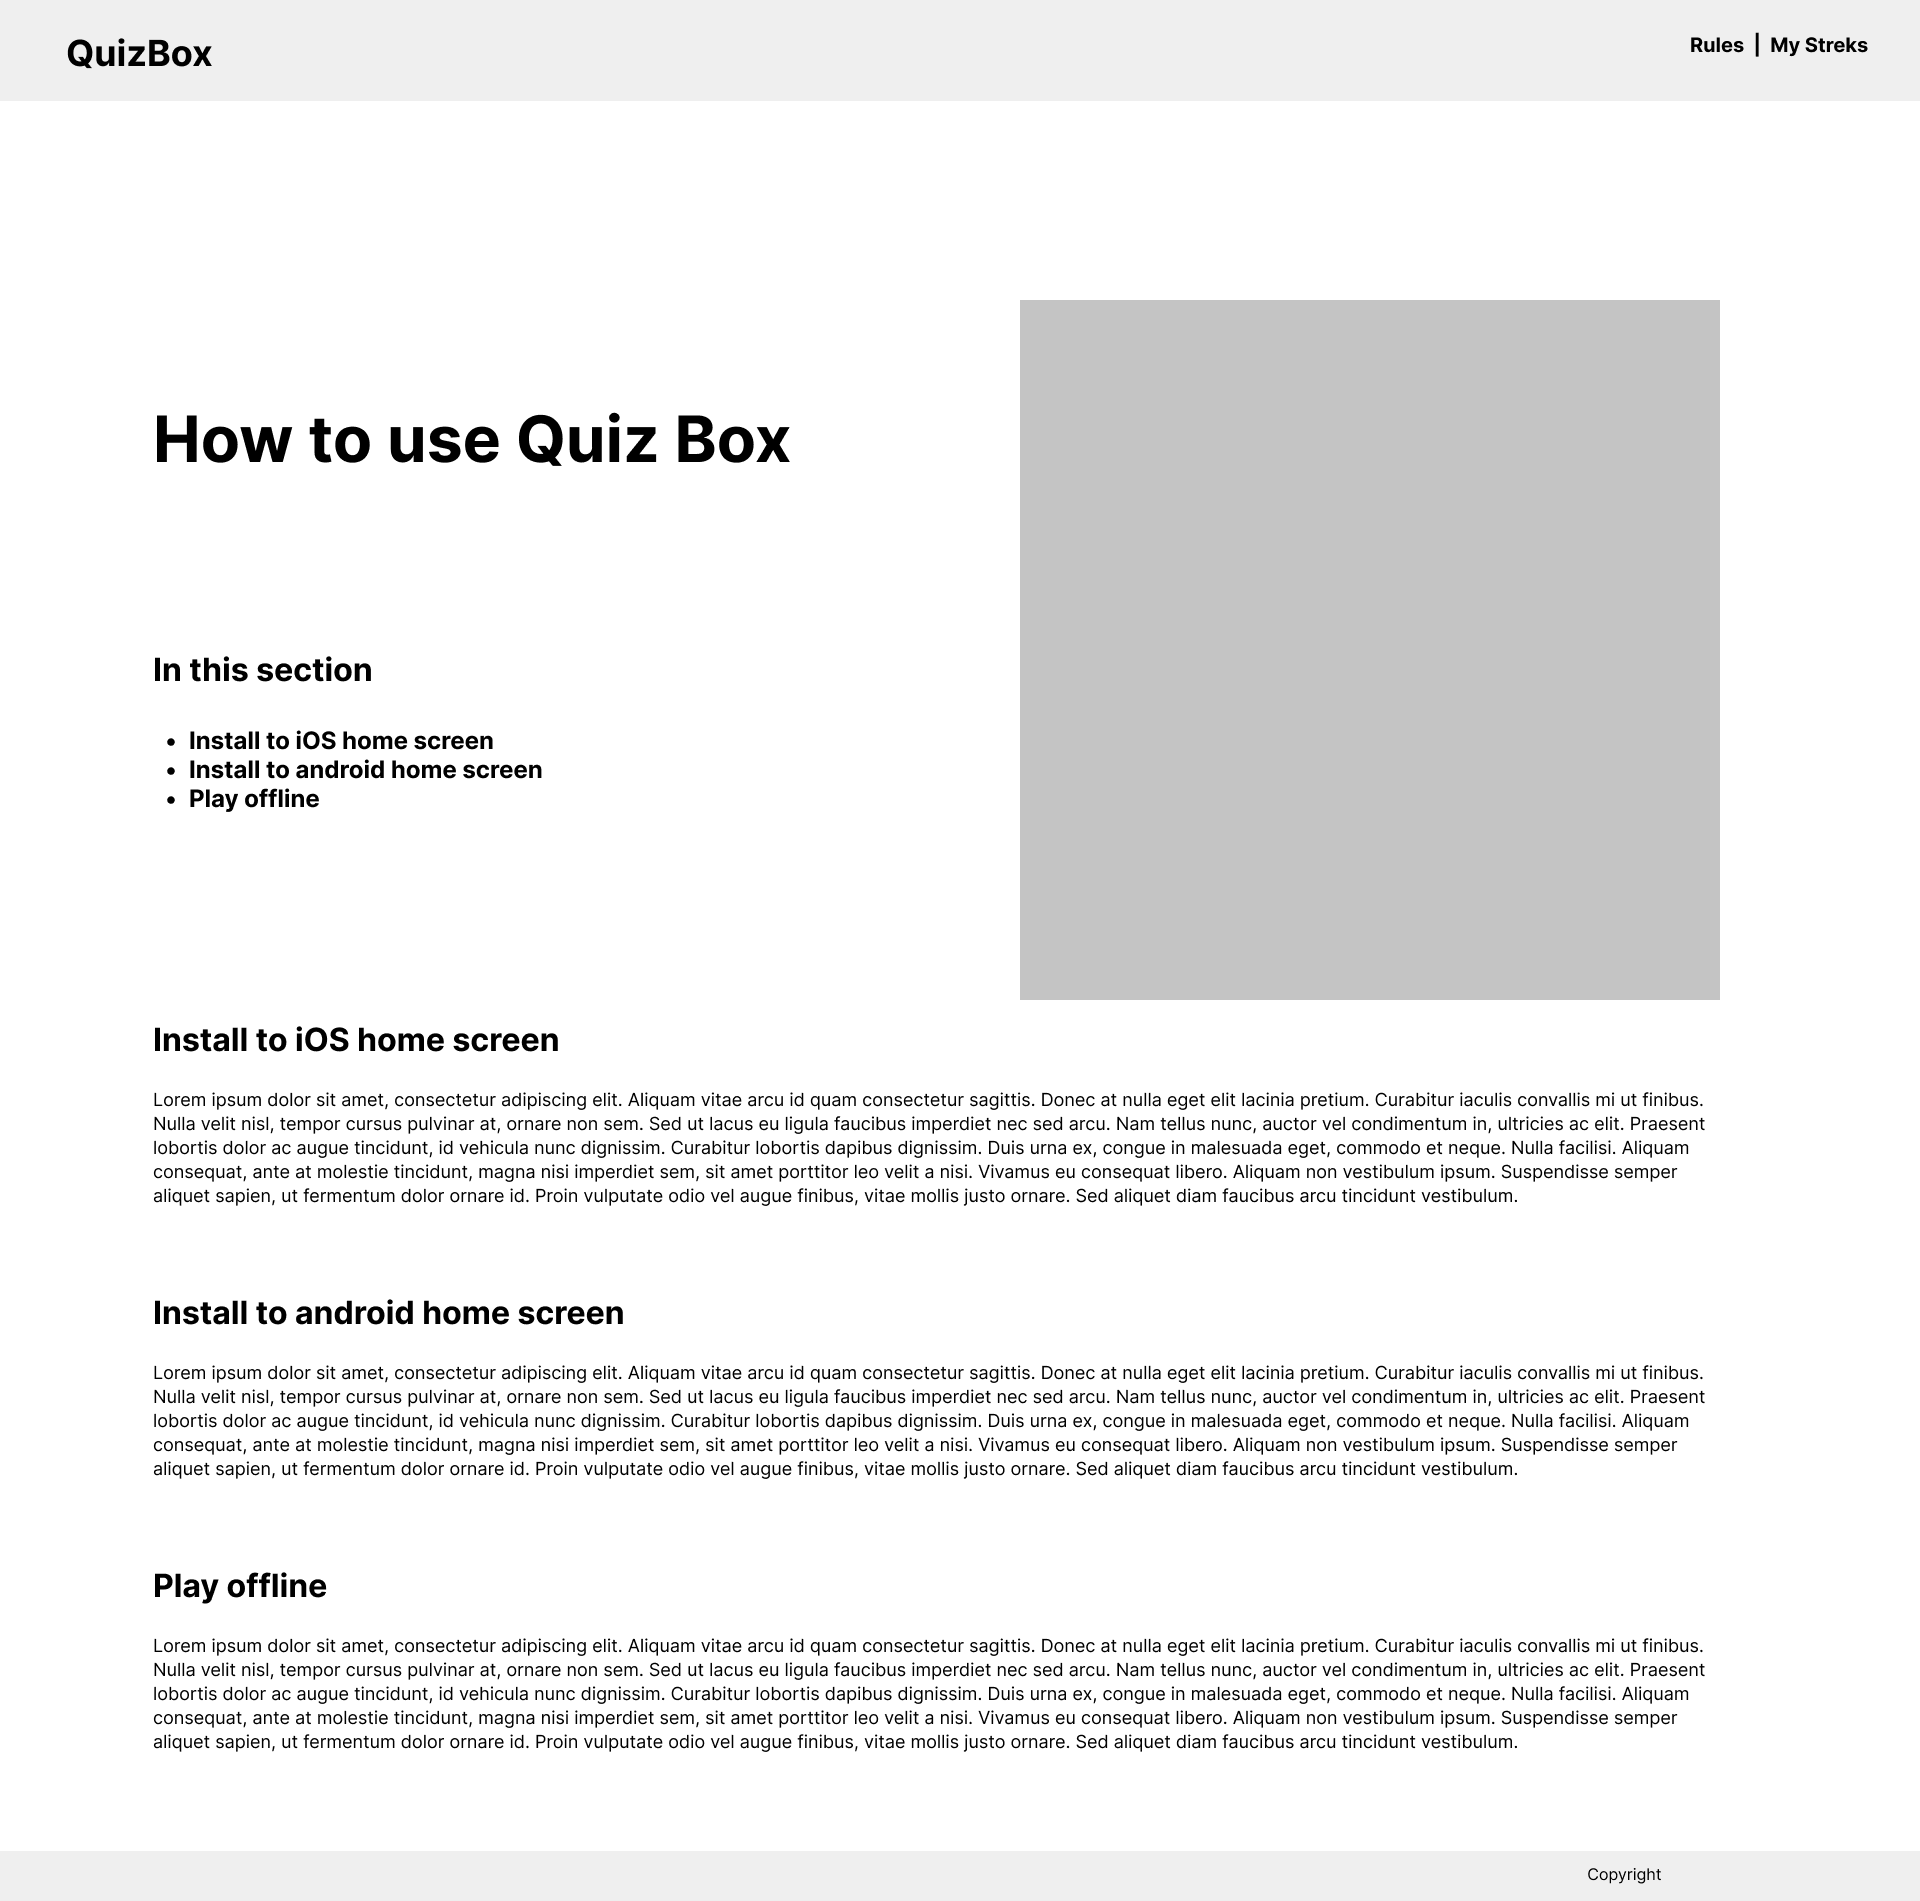 QuizBox
Rules | My Streks
How to use Quiz Box
In this section
• Install to iOS home screen
• Install to android home screen
• Play offline
Install to iOS home screen
Lorem ipsum dolor sit amet, consectetur adipiscing elit. Aliquam vitae arcu id quam consectetur sagittis. Donec at nulla eget elit lacinia pretium. Curabitur iaculis convallis mi ut finibus.
Nulla velit nisl, tempor cursus pulvinar at, ornare non sem. Sed ut lacus eu ligula faucibus imperdiet nec sed arcu. Nam tellus nunc, auctor vel condimentum in, ultricies ac elit. Praesent
lobortis dolor ac augue tincidunt, id vehicula nunc dignissim. Curabitur lobortis dapibus dignissim. Duis urna ex, congue in malesuada eget, commodo et neque. Nulla facilisi. Aliquam
consequat, ante at molestie tincidunt, magna nisi imperdiet sem, sit amet porttitor leo velit a nisi. Vivamus eu consequat libero. Aliquam non vestibulum ipsum. Suspendisse semper
aliquet sapien, ut fermentum dolor ornare id. Proin vulputate odio vel augue finibus, vitae mollis justo ornare. Sed aliquet diam faucibus arcu tincidunt vestibulum.
Install to android home screen
Lorem ipsum dolor sit amet, consectetur adipiscing elit. Aliquam vitae arcu id quam consectetur sagittis. Donec at nulla eget elit lacinia pretium. Curabitur iaculis convallis mi ut finibus.
Nulla velit nisl, tempor cursus pulvinar at, ornare non sem. Sed ut lacus eu ligula faucibus imperdiet nec sed arcu. Nam tellus nunc, auctor vel condimentum in, ultricies ac elit. Praesent
lobortis dolor ac augue tincidunt, id vehicula nunc dignissim. Curabitur lobortis dapibus dignissim. Duis urna ex, congue in malesuada eget, commodo et neque. Nulla facilisi. Aliquam
consequat, ante at molestie tincidunt, magna nisi imperdiet sem, sit amet porttitor leo velit a nisi. Vivamus eu consequat libero. Aliquam non vestibulum ipsum. Suspendisse semper
aliquet sapien, ut fermentum dolor ornare id. Proin vulputate odio vel augue finibus, vitae mollis justo ornare. Sed aliquet diam faucibus arcu tincidunt vestibulum.
Play offline
Lorem ipsum dolor sit amet, consectetur adipiscing elit. Aliquam vitae arcu id quam consectetur sagittis. Donec at nulla eget elit lacinia pretium. Curabitur iaculis convallis mi ut finibus.
Nulla velit nisl, tempor cursus pulvinar at, ornare non sem. Sed ut lacus eu ligula faucibus imperdiet nec sed arcu. Nam tellus nunc, auctor vel condimentum in, ultricies ac elit. Praesent
lobortis dolor ac augue tincidunt, id vehicula nunc dignissim. Curabitur lobortis dapibus dignissim. Duis urna ex, congue in malesuada eget, commodo et neque. Nulla facilisi. Aliquam
consequat, ante at molestie tincidunt, magna nisi imperdiet sem, sit amet porttitor leo velit a nisi. Vivamus eu consequat libero. Aliquam non vestibulum ipsum. Suspendisse semper
aliquet sapien, ut fermentum dolor ornare id. Proin vulputate odio vel augue finibus, vitae mollis justo ornare. Sed aliquet diam faucibus arcu tincidunt vestibulum.
Copyright